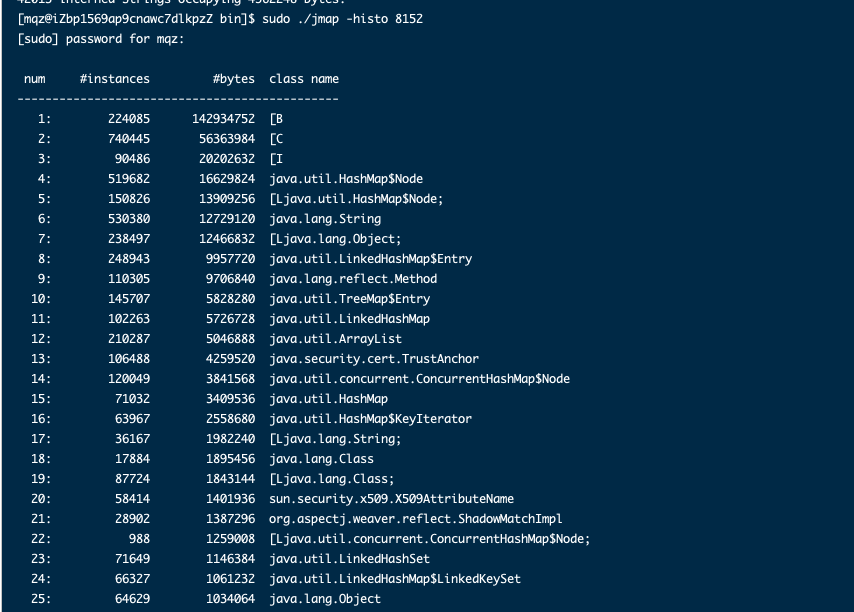 [mqz@iZbp1569ap9cnawc7dlkpzZ bin]$ sudo ./jmap -histo 8152
[sudo] password for mqz:
num #instances #bytes class name
----------------------------------------------
1: 224085 142934752 [B
2: 740445 56363984 [C
3: 90486 20202632 [I
4: 519682 16629824 java.util.HashMap$Node
5: 150826 13909256 [Ljava.util.HashMap$Node;
6: 530380 12729120 java.lang.String
7: 238497 12466832 [Ljava.lang.Object;
8: 248943 9957720 java.util.LinkedHashMap$Entry
9: 110305 9706840 java.lang.reflect.Method
10: 145707 5828280 java.util.TreeMap$Entry
11: 102263 5726728 java.util.LinkedHashMap
12: 210287 5046888 java.util.ArrayList
13: 106488 4259520 java.security.cert.TrustAnchor
14: 120049 3841568 java.util.concurrent.ConcurrentHashMap$Node
15: 71032 3409536 java.util.HashMap
16: 63967 2558680 java.util.HashMap$KeyIterator
17: 36167 1982240 [Ljava.lang.String;
18: 17884 1895456 java.lang.Class
19: 87724 1843144 [Ljava.lang.Class;
20: 58414 1401936 sun.security.x509.X509AttributeName
21: 28902 1387296 org.aspectj.weaver.reflect.ShadowMatchImpl
22: 988 1259008 [Ljava.util.concurrent.ConcurrentHashMap$Node;
23: 71649 1146384 java.util.LinkedHashSet
24: 66327 1061232 java.util.LinkedHashMap$LinkedKeySet
25: 64629 1034064 java.lang.Object